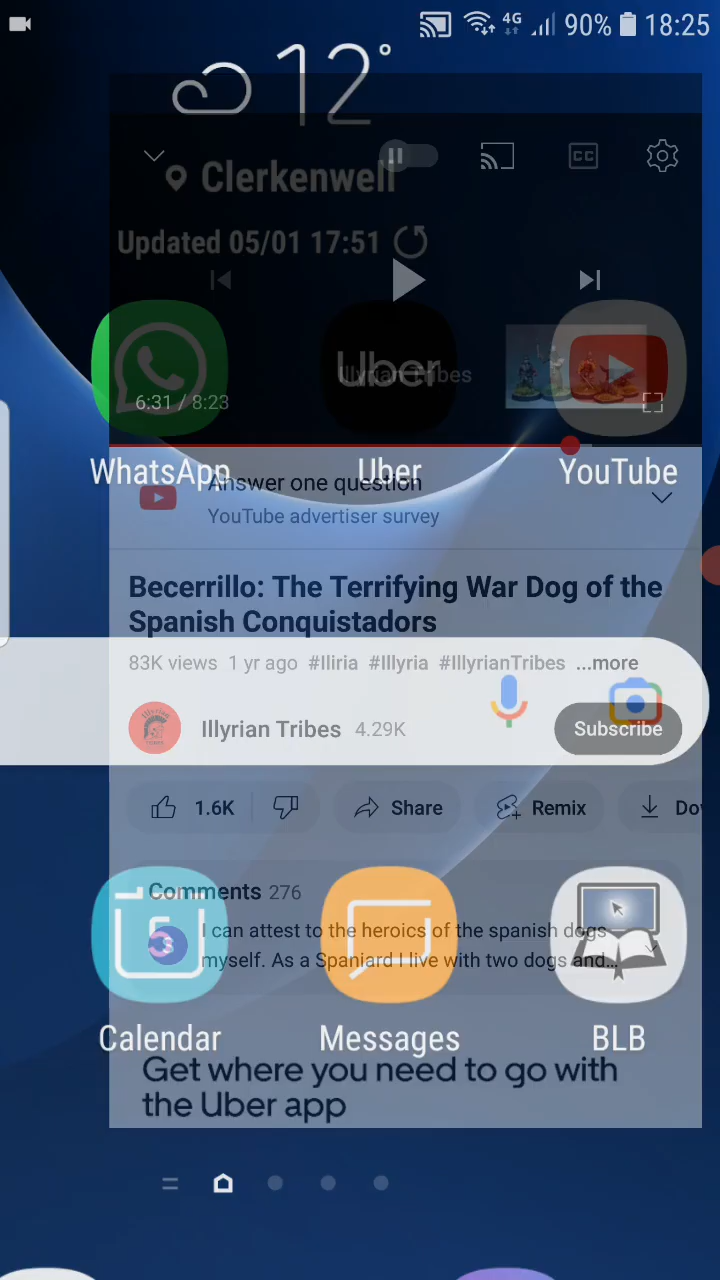 4G 90% 18:25
12°
Clerkenwell
Updated 05/01 17:51
CC
Uber
Illyrian Tribes
6:31 / 8:23
WhatsApp
Uber
YouTube
Answer one question
YouTube advertiser survey
Becerrillo: The Terrifying War Dog of the
Spanish Conquistadors
83K views 1 yr ago #Iliria #Illyria #IllyrianTribes ...more
Illyrian Tribes 4.29K
Subscribe
1.6K
Share
Remix
Do
Comments 276
I can attest to the heroics of the spanish dogs
myself. As a Spaniard I live with two dogs and...
Calendar
Messages
BLB
Get where you need to go with
the Uber app